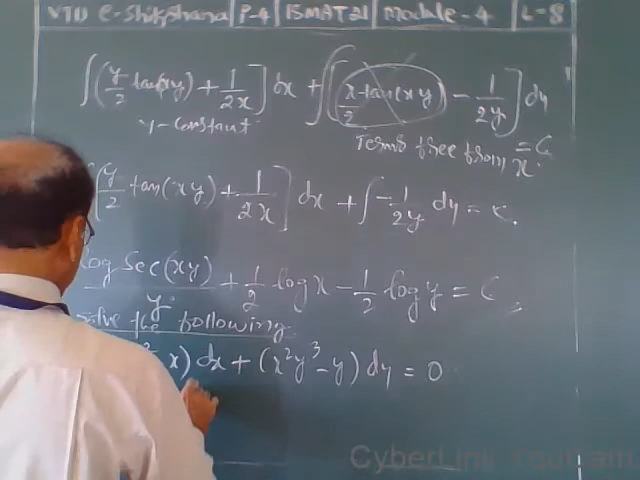 VTU e-Shikshana | P-4 | 15MAT21 | Module-4 | L-8
∫[(y/2 tan(xy) + 1/2x] dx + ∫[(x/2 tan(xy) - 1/2y] dy
y-constant. Terms free from x. = C
[y/2 tan(xy) + 1/2x] dx + ∫ -1/2y dy = c.
log sec(xy)/y + 1/2 log x - 1/2 log y = C
solve the following
x) dx + (x²y³ - y) dy = 0
CyberLink YouCam